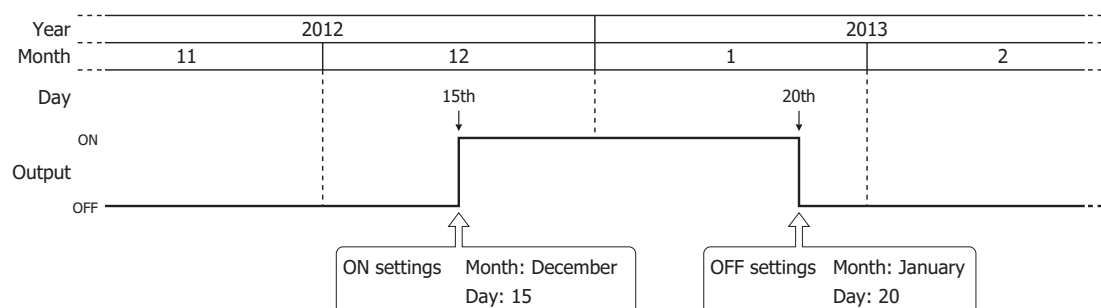 Year 2012 2013
Month 11 12 1 2
Day 15th 20th
ON
Output
OFF
ON settings Month: December
Day: 15
OFF settings Month: January
Day: 20